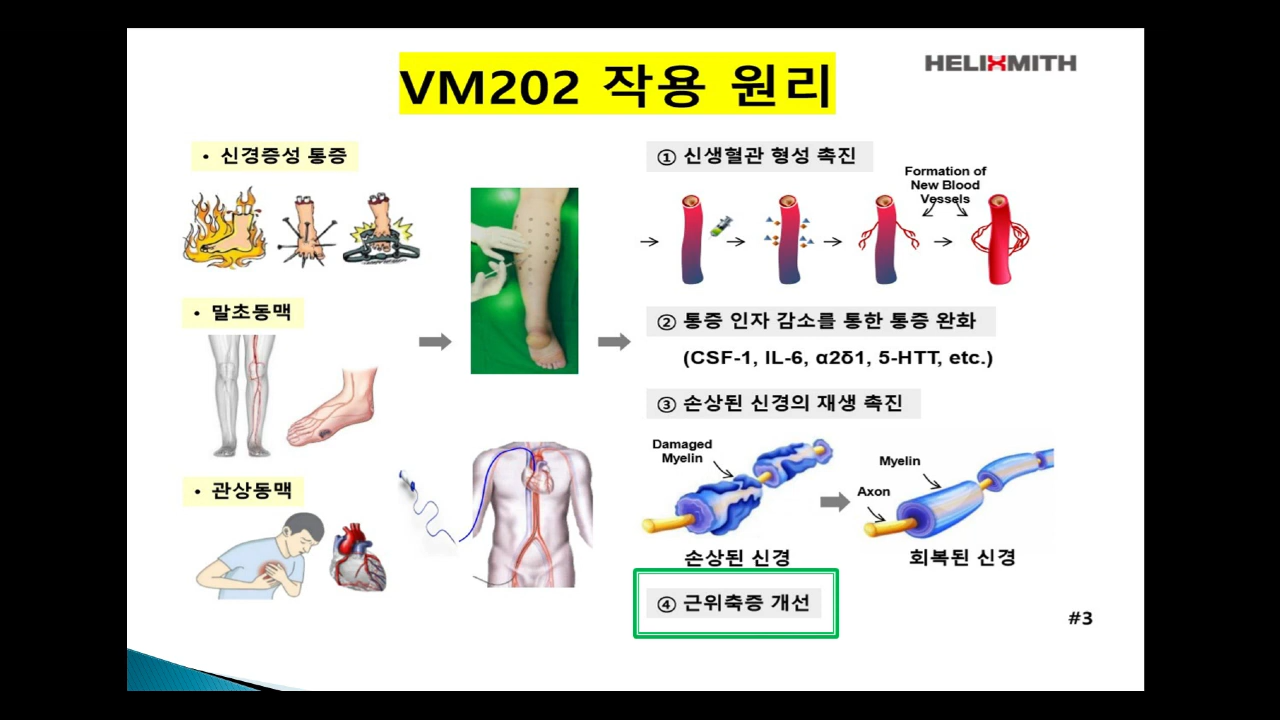 VM202 작용 원리
HELIXMITH
• 신경증성 통증
• 말초동맥
• 관상동맥
① 신생혈관 형성 촉진
Formation of
New Blood
Vessels
② 통증 인자 감소를 통한 통증 완화
(CSF-1, IL-6, α2δ1, 5-HTT, etc.)
③ 손상된 신경의 재생 촉진
Damaged
Myelin
손상된 신경
Myelin
Axon
회복된 신경
④ 근위축증 개선
#3